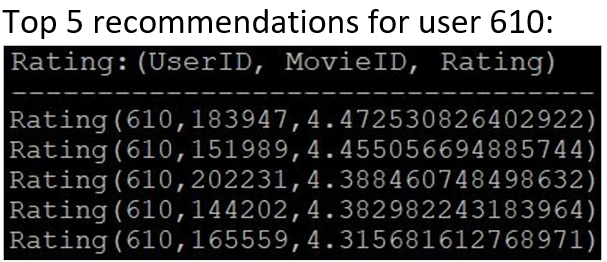 Top 5 recommendations for user 610:
Rating:(UserID, MovieID, Rating)
----------------------------------
Rating(610,183947,4.472530826402922)
Rating(610,151989,4.455056694885744)
Rating(610,202231,4.388460748498632)
Rating(610,144202,4.382982243183964)
Rating(610,165559,4.315681612768971)